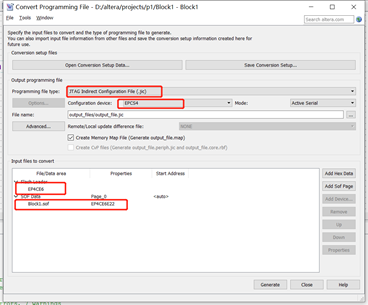 Convert Programming File - D:/altera/projects/p1/Block1 - Block1
File Tools Window
Search altera.com
Specify the input files to convert and the type of programming file to generate.
You can also import input file information from other files and save the conversion setup information created here for
future use.
Conversion setup files
Open Conversion Setup Data...
Save Conversion Setup...
Output programming file
Programming file type:
JTAG Indirect Configuration File (.jic)
Options...
Configuration device:
EPCS4
Mode:
Active Serial
File name:
output_files/output_file.jic
...
Advanced...
Remote/Local update difference file:
NONE
Create Memory Map File (Generate output_file.map)
Create CvP files (Generate output_file.periph.jic and output_file.core.rbf)
Input files to convert
File/Data area Properties Start Address
Flash Loader
EP4CE6
SOF Data Page_0 <auto>
Block1.sof EP4CE6E22
Add Hex Data
Add Sof Page
Add Device...
Remove
Up
Down
Properties
Generate
Close
Help